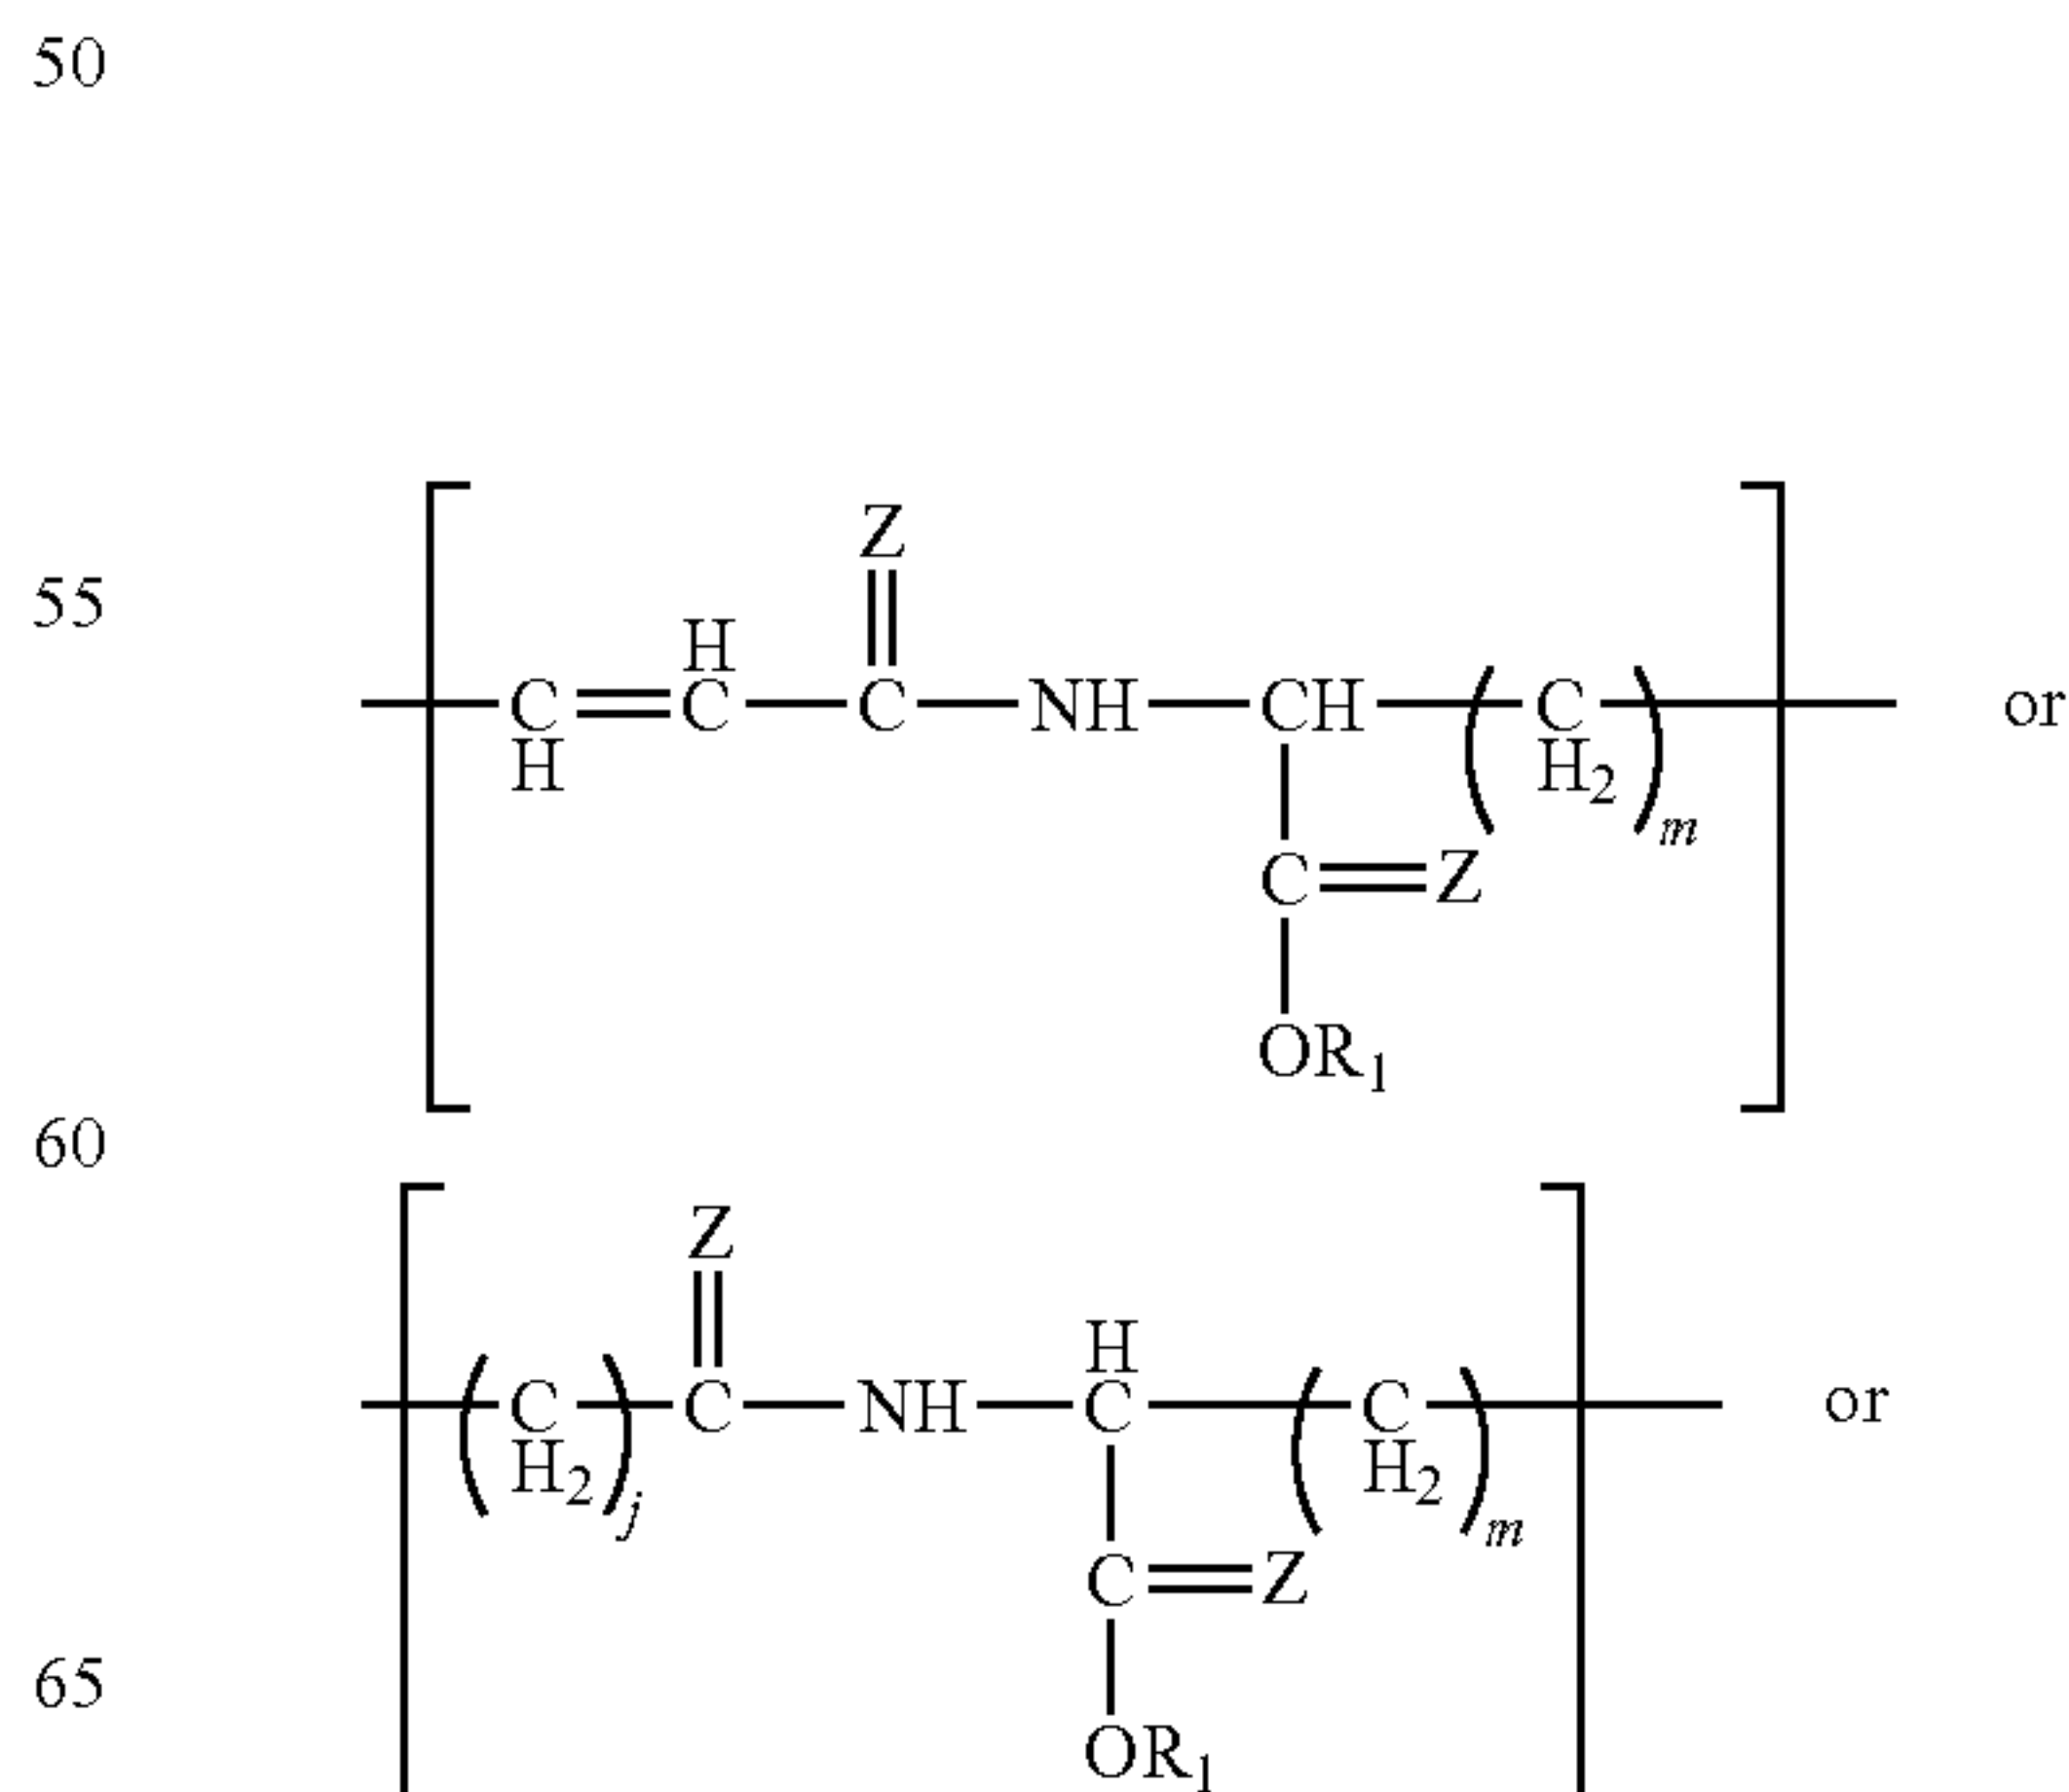 50
Z
55
H
C C C NH CH C or
H H2
m
C Z
OR1
60
Z
H
C C NH C C or
H2 H2
j m
C Z
65
OR1